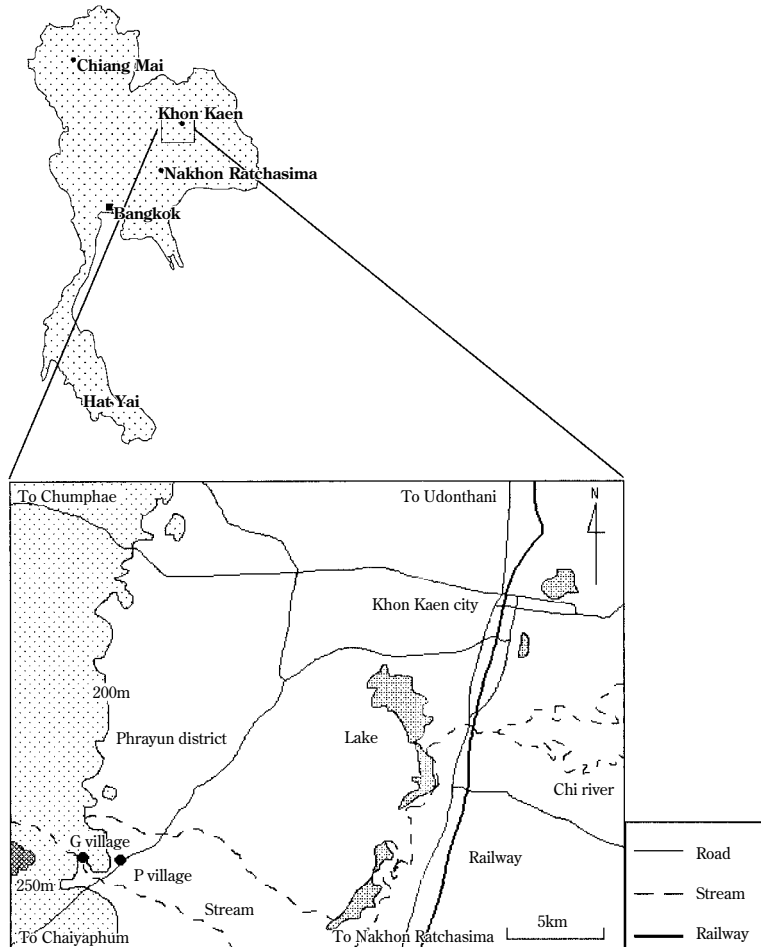 Chiang Mai
Khon Kaen
Nakhon Ratchasima
Bangkok
Hat Yai
To Chumphae
To Udonthani
N
Khon Kaen city
200m
Phrayun district
Lake
Chi river
G village
P village
Railway
250m
Stream
To Chaiyaphum
To Nakhon Ratchasima
5km
Road
Stream
Railway